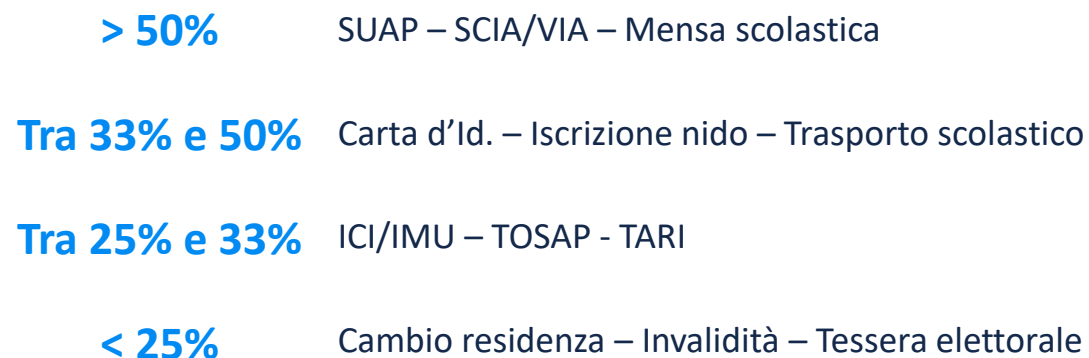 > 50% SUAP – SCIA/VIA – Mensa scolastica
Tra 33% e 50% Carta d’Id. – Iscrizione nido – Trasporto scolastico
Tra 25% e 33% ICI/IMU – TOSAP - TARI
< 25% Cambio residenza – Invalidità – Tessera elettorale